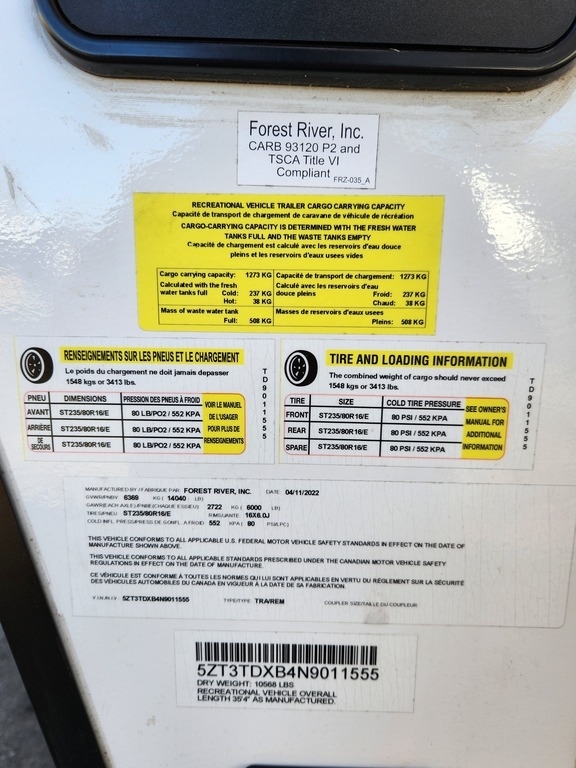 Forest River, Inc.
CARB 93120 P2 and
TSCA Title VI
Compliant FRZ-035_A
RECREATIONAL VEHICLE TRAILER CARGO CARRYING CAPACITY
Capacité de transport de chargement de caravane de véhicule de récréation
CARGO-CARRYING CAPACITY IS DETERMINED WITH THE FRESH WATER
TANKS FULL AND THE WASTE TANKS EMPTY
Capacité de chargement est calculé avec les reservoirs d'eau douce
pleins et les reservoirs d'eaux usees vides
Cargo carrying capacity: 1273 KG
Calculated with the fresh
water tanks full Cold: 237 KG
Hot: 38 KG
Mass of waste water tank
Full: 508 KG
Capacité de transport de chargement: 1273 KG
Calculé avec les reservoirs d'eau
douce pleins Froid: 237 KG
Chaud: 38 KG
Masses de reservoirs d'eaux usées
Pleins: 508 KG
RENSEIGNEMENTS SUR LES PNEUS ET LE CHARGEMENT
Le poids du chargement ne doit jamais depasser
1548 kgs or 3413 lbs.
PNEU DIMENSIONS PRESSION DES PNEUS À FROID
AVANT ST235/80R16/E 80 LB/PO2 / 552 KPA
ARRIÈRE ST235/80R16/E 80 LB/PO2 / 552 KPA
DE SECOURS ST235/80R16/E 80 LB/PO2 / 552 KPA
VOIR LE MANUEL
DE L'USAGER
POUR PLUS DE
RENSEIGNEMENTS
TD9011555
TIRE AND LOADING INFORMATION
The combined weight of cargo should never exceed
1548 kgs or 3413 lbs.
TIRE SIZE COLD TIRE PRESSURE
FRONT ST235/80R16/E 80 PSI / 552 KPA
REAR ST235/80R16/E 80 PSI / 552 KPA
SPARE ST235/80R16/E 80 PSI / 552 KPA
SEE OWNER'S
MANUAL FOR
ADDITIONAL
INFORMATION
TD9011555
MANUFACTURED BY / FABRIQUE PAR FOREST RIVER, INC. DATE: 04/11/2022
GVWR/PNBV 6369 KG ( 14040 LB)
GAWR(EACH AXLE)/PNBE(CHAQUE ESSIEU) 2722 KG ( 6000 LB)
TIRES/PNEU ST235/80R16/E RIMS/JANTE 16X6.0J
COLD INFL. PRESS/PRESS DE GONFL. A FROID 552 KPA ( 80 PSI/LPC)
THIS VEHICLE CONFORMS TO ALL APPLICABLE U.S. FEDERAL MOTOR VEHICLE SAFETY STANDARDS IN EFFECT ON THE DATE OF
MANUFACTURE SHOWN ABOVE.
THIS VEHICLE CONFORMS TO ALL APPLICABLE STANDARDS PRESCRIBED UNDER THE CANADIAN MOTOR VEHICLE SAFETY
REGULATIONS IN EFFECT ON THE DATE OF MANUFACTURE.
CE VÉHICULE EST CONFORME À TOUTES LES NORMES QUI LUI SONT APPLICABLES EN VERTU DU RÈGLEMENT SUR LA SÉCURITÉ
DES VÉHICULES AUTOMOBILES DU CANADA EN VIGUEUR À LA DATE DE SA FABRICATION.
V.I.N./N.I.V. 5ZT3TDXB4N9011555 TYPE/TYPE TRA/REM COUPLER SIZE/TAILLE DU COUPLEUR
5ZT3TDXB4N9011555
DRY WEIGHT: 10568 LBS
RECREATIONAL VEHICLE OVERALL
LENGTH 35'4" AS MANUFACTURED.